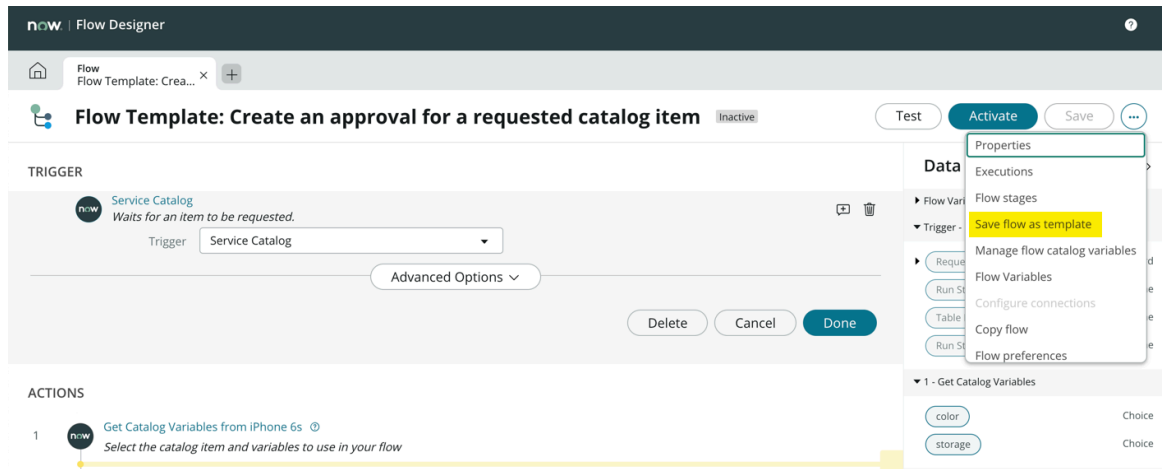 now. | Flow Designer
?
Flow
Flow Template: Crea... × +
Flow Template: Create an approval for a requested catalog item Inactive
Test Activate Save ...
Properties
Executions
Flow stages
Save flow as template
Manage flow catalog variables
Flow Variables
Configure connections
Copy flow
Flow preferences
TRIGGER
now
Service Catalog
Waits for an item to be requested.
Trigger Service Catalog
Advanced Options
Delete Cancel Done
ACTIONS
1
now
Get Catalog Variables from iPhone 6s ?
Select the catalog item and variables to use in your flow
Data
Flow Vari
Trigger -
Reque d
Run St e
Table e
Run St e
1 - Get Catalog Variables
color Choice
storage Choice